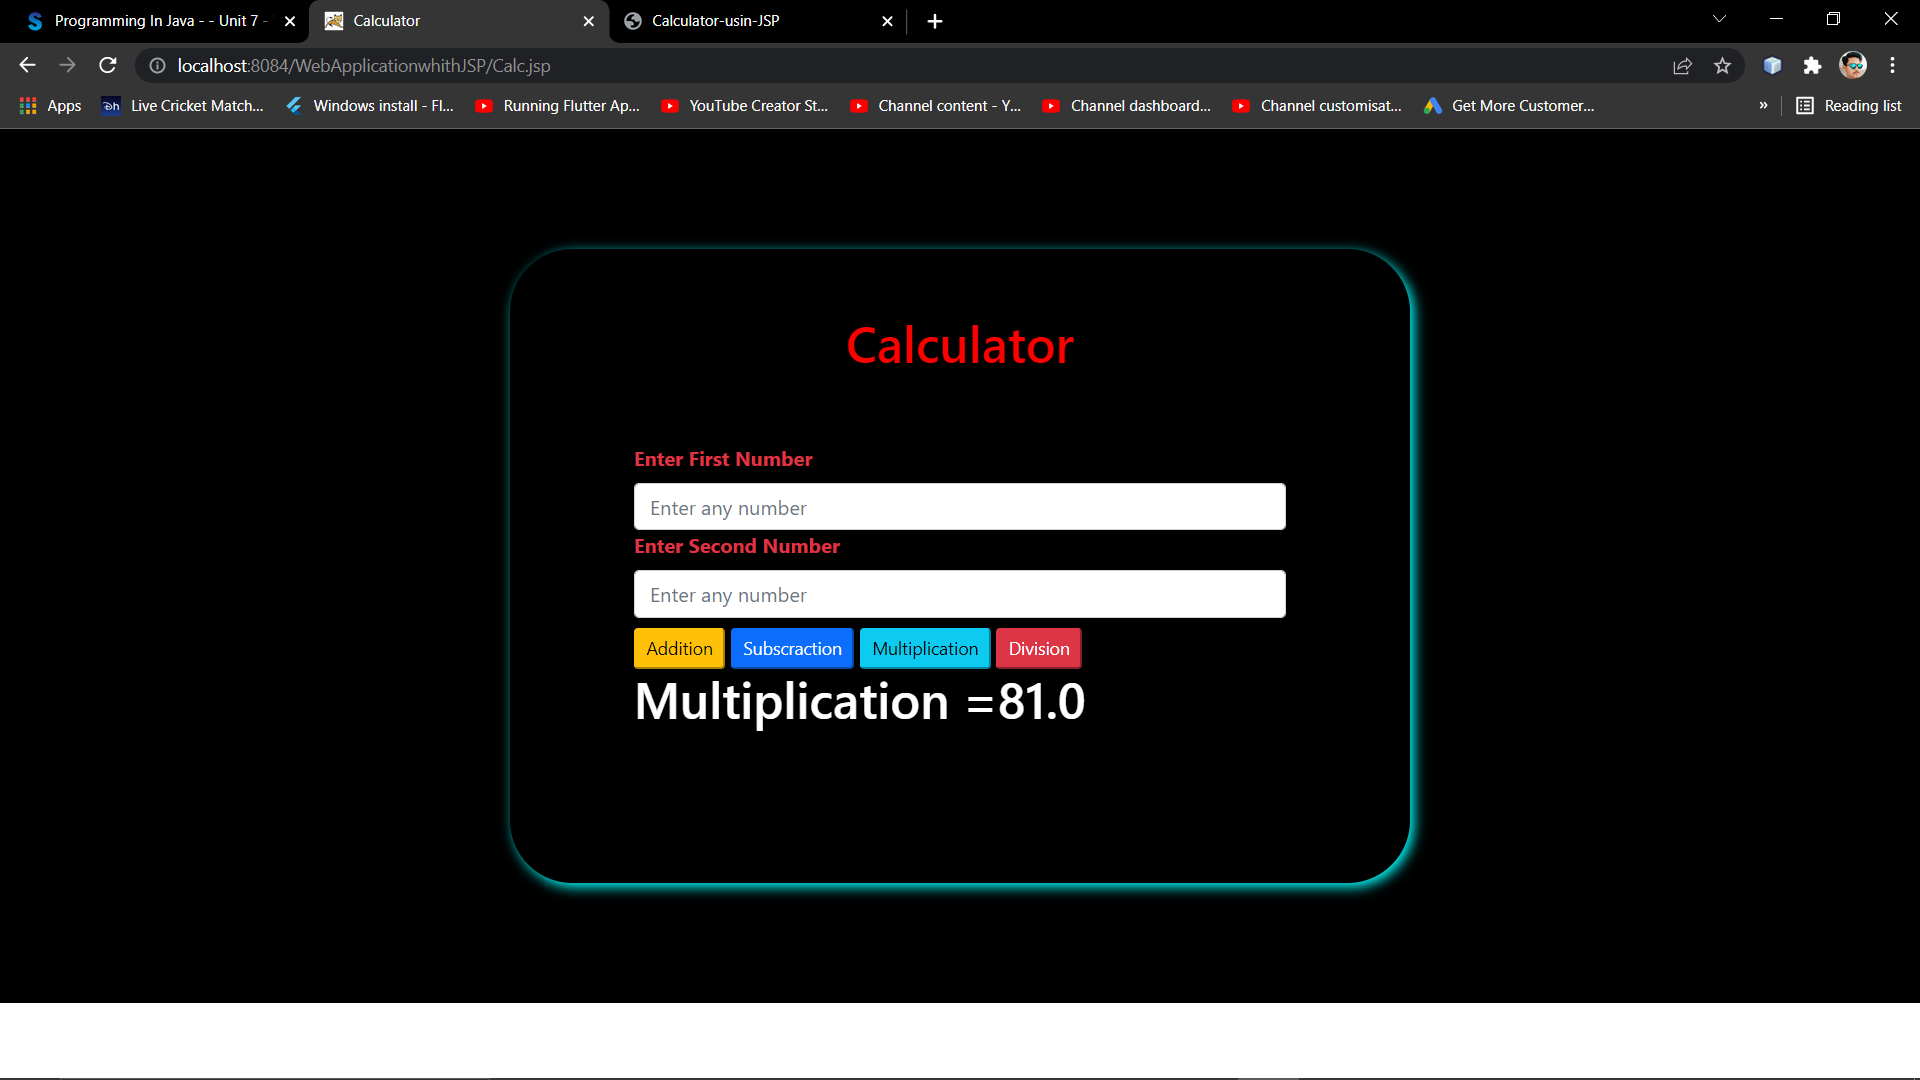 Programming In Java - - Unit 7 -
Calculator
Calculator-usin-JSP
localhost:8084/WebApplicationwhithJSP/Calc.jsp
Apps
Live Cricket Match...
Windows install - Fl...
Running Flutter Ap...
YouTube Creator St...
Channel content - Y...
Channel dashboard...
Channel customisat...
Get More Customer...
»
Reading list
Calculator
Enter First Number
Enter any number
Enter Second Number
Enter any number
Addition Subscraction Multiplication Division
Multiplication =81.0